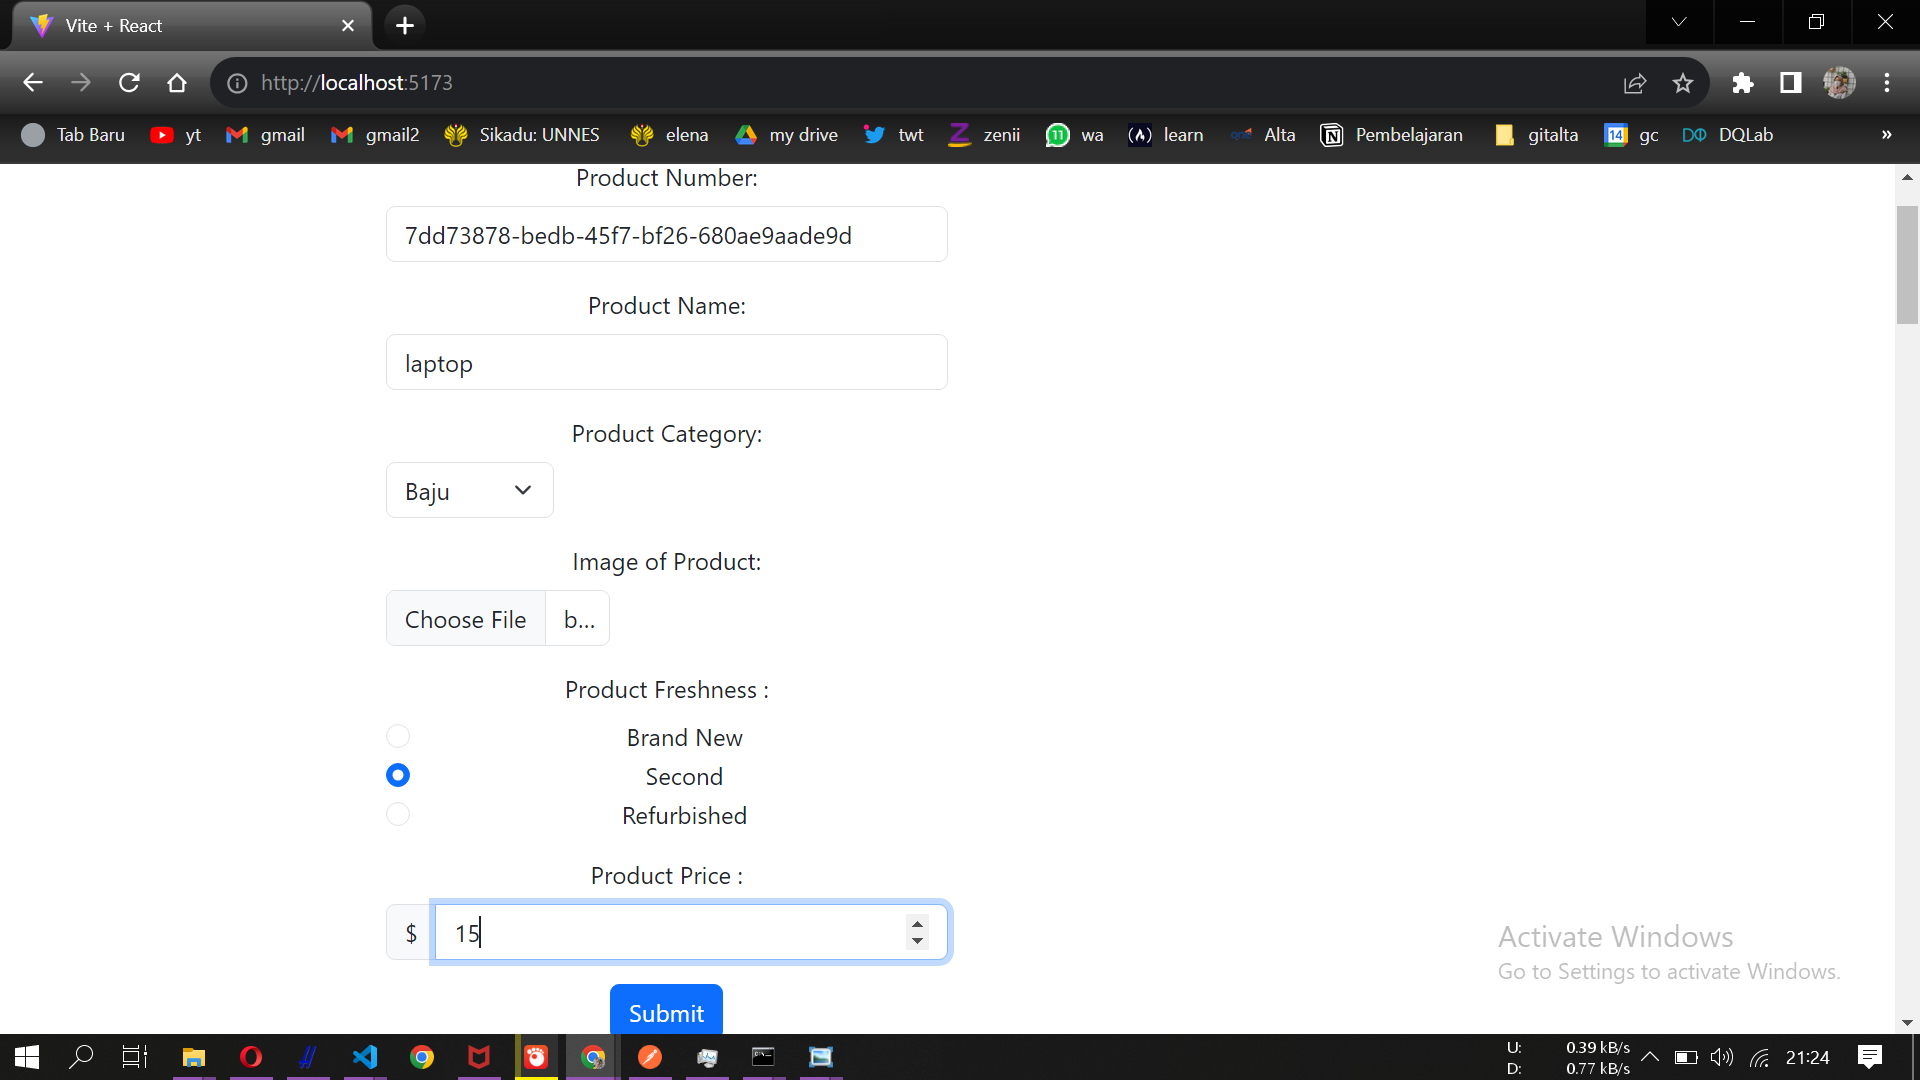 Vite + React
http://localhost:5173
Tab Baru yt gmail gmail2 Sikadu: UNNES elena my drive twt zenii 11 wa learn Alta Pembelajaran gitalta 14 gc DQLab »
Product Number:
7dd73878-bedb-45f7-bf26-680ae9aade9d
Product Name:
laptop
Product Category:
Baju
Image of Product:
Choose File b...
Product Freshness :
Brand New
Second
Refurbished
Product Price :
$ 15
Submit
Activate Windows
Go to Settings to activate Windows.
U: 0.39 kB/s
D: 0.77 kB/s
21:24